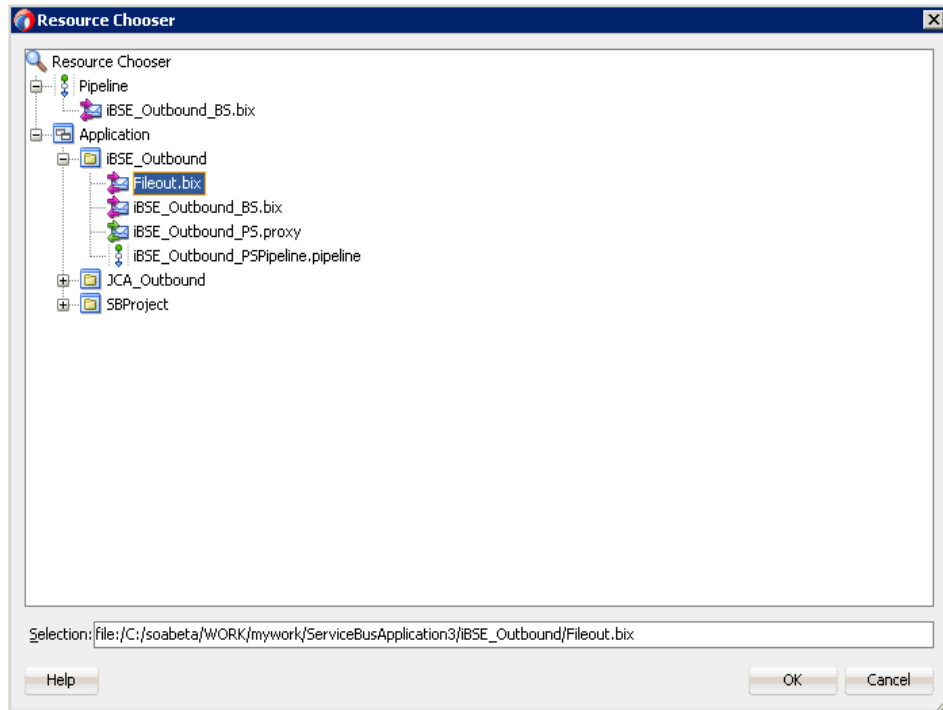 Resource Chooser
Resource Chooser
Pipeline
iBSE_Outbound_BS.bix
Application
iBSE_Outbound
Fileout.bix
iBSE_Outbound_BS.bix
iBSE_Outbound_PS.proxy
iBSE_Outbound_PSPipeline.pipeline
JCA_Outbound
SBProject
Selection: file:/C:/soabeta/WORK/mywork/ServiceBusApplication3/iBSE_Outbound/Fileout.bix
Help OK Cancel